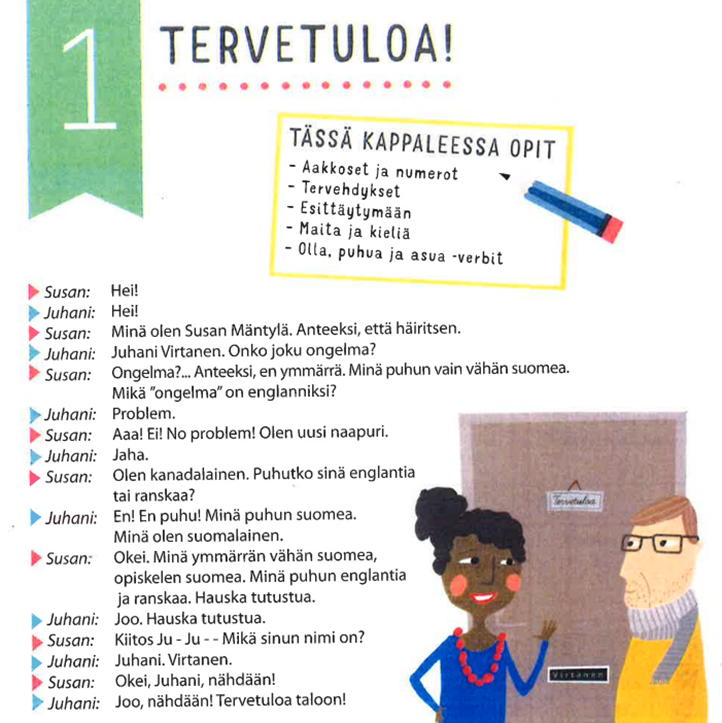 1
TERVETULOA!
TÄSSÄ KAPPALEESSA OPIT
- Aakkoset ja numerot
- Tervehdykset
- Esittäytymään
- Maita ja kieliä
- Olla, puhua ja asua -verbit
Susan: Hei!
Juhani: Hei!
Susan: Minä olen Susan Mäntylä. Anteeksi, että häiritsen.
Juhani: Juhani Virtanen. Onko joku ongelma?
Susan: Ongelma?... Anteeksi, en ymmärrä. Minä puhun vain vähän suomea.
Mikä "ongelma" on englanniksi?
Juhani: Problem.
Susan: Aaa! Ei! No problem! Olen uusi naapuri.
Juhani: Jaha.
Susan: Olen kanadalainen. Puhutko sinä englantia
tai ranskaa?
Juhani: En! En puhu! Minä puhun suomea.
Minä olen suomalainen.
Susan: Okei. Minä ymmärrän vähän suomea,
opiskelen suomea. Minä puhun englantia
ja ranskaa. Hauska tutustua.
Juhani: Joo. Hauska tutustua.
Susan: Kiitos Ju - Ju - - Mikä sinun nimi on?
Juhani: Juhani. Virtanen.
Susan: Okei, Juhani, nähdään!
Juhani: Joo, nähdään! Tervetuloa taloon!
Tervetuloa
Virtanen